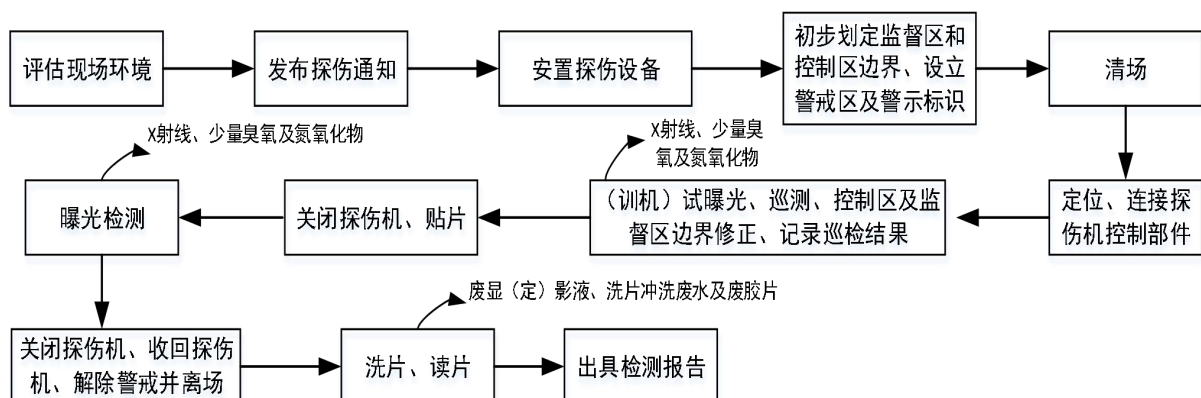 评估现场环境
发布探伤通知
安置探伤设备
初步划定监督区和
控制区边界、设立
警戒区及警示标识
清场
X射线、少量臭氧及氮氧化物
X射线、少量臭
氧及氮氧化物
曝光检测
关闭探伤机、贴片
（训机）试曝光、巡测、控制区及监
督区边界修正、记录巡检结果
定位、连接探
伤机控制部件
废显（定）影液、洗片冲洗废水及废胶片
关闭探伤机、收回探伤
机、解除警戒并离场
洗片、读片
出具检测报告